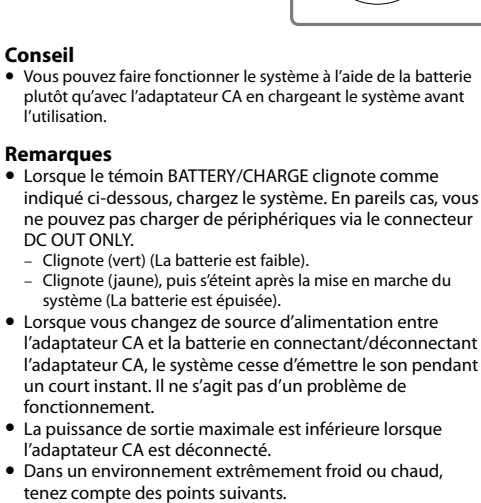 Conseil
• Vous pouvez faire fonctionner le système à l'aide de la batterie
plutôt qu'avec l'adaptateur CA en chargeant le système avant
l'utilisation.
Remarques
• Lorsque le témoin BATTERY/CHARGE clignote comme
indiqué ci-dessous, chargez le système. En pareils cas, vous
ne pouvez pas charger de périphériques via le connecteur
DC OUT ONLY.
– Clignote (vert) (La batterie est faible).
– Clignote (jaune), puis s'éteint après la mise en marche du
système (La batterie est épuisée).
• Lorsque vous changez de source d'alimentation entre
l'adaptateur CA et la batterie en connectant/déconnectant
l'adaptateur CA, le système cesse d'émettre le son pendant
un court instant. Il ne s'agit pas d'un problème de
fonctionnement.
• La puissance de sortie maximale est inférieure lorsque
l'adaptateur CA est déconnecté.
• Dans un environnement extrêmement froid ou chaud,
tenez compte des points suivants.